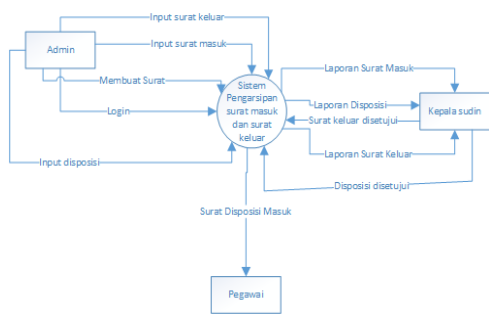 Input surat keluar
Admin
Input surat masuk
Membuat Surat
Login
Input disposisi
Sistem
Pengarsipan
surat masuk
dan surat
keluar
Laporan Surat Masuk
Laporan Disposisi
Surat keluar disetujui
Laporan Surat Keluar
Disposisi disetujui
Kepala sudin
Surat Disposisi Masuk
Pegawai